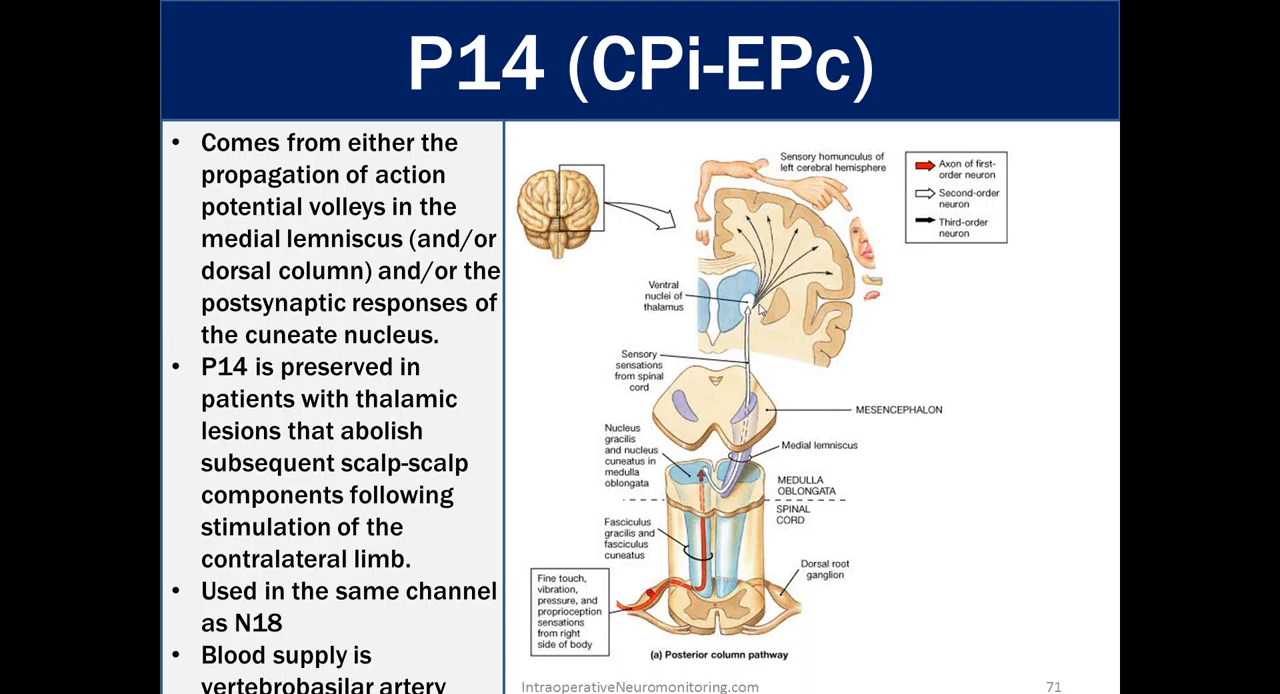 P14 (CPi-EPc)
• Comes from either the
propagation of action
potential volleys in the
medial lemniscus (and/or
dorsal column) and/or the
postsynaptic responses of
the cuneate nucleus.
• P14 is preserved in
patients with thalamic
lesions that abolish
subsequent scalp-scalp
components following
stimulation of the
contralateral limb.
• Used in the same channel
as N18
• Blood supply is
vertebrobasilar artery
Sensory homunculus of
left cerebral hemisphere
Axon of first-
order neuron
Second-order
neuron
Third-order
neuron
Ventral
nuclei of
thalamus
Sensory
sensations
from spinal
cord
MESENCEPHALON
Nucleus
gracilis
and nucleus
cuneatus in
medulla
oblongata
Medial lemniscus
MEDULLA
OBLONGATA
SPINAL
CORD
Fasciculus
gracilis and
fasciculus
cuneatus
Dorsal root
ganglion
Fine touch,
vibration,
pressure, and
proprioception
sensations
from right
side of body
(a) Posterior column pathway
IntraoperativeNeuromonitoring.com
71